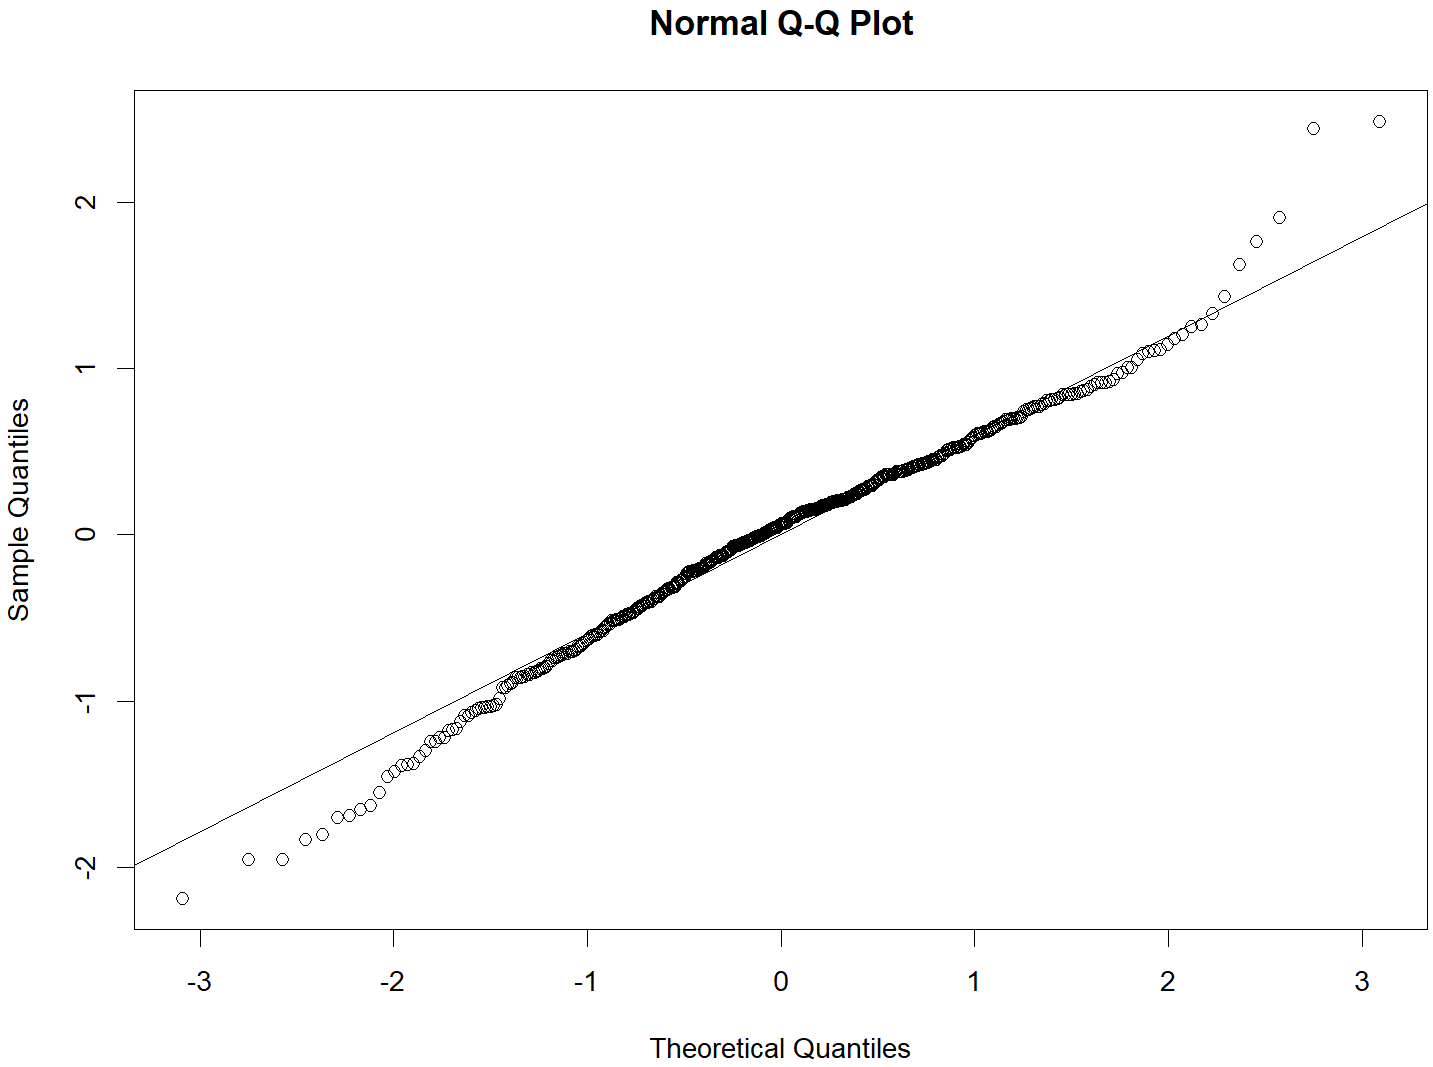 Normal Q-Q Plot
2
1
0
-1
-2
Sample Quantiles
-3 -2 -1 0 1 2 3
Theoretical Quantiles